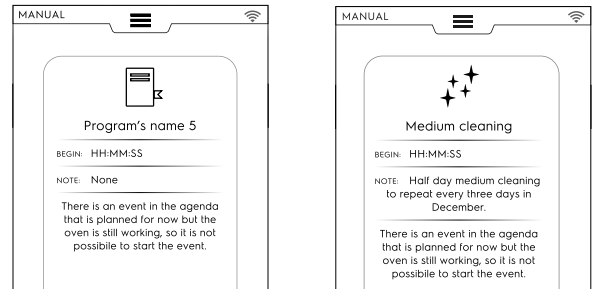 MANUAL
Program's name 5
BEGIN: HH:MM:SS
NOTE: None
There is an event in the agenda
that is planned for now but the
oven is still working, so it is not
possibile to start the event.
MANUAL
Medium cleaning
BEGIN: HH:MM:SS
NOTE: Half day medium cleaning
to repeat every three days in
December.
There is an event in the agenda
that is planned for now but the
oven is still working, so it is not
possibile to start the event.